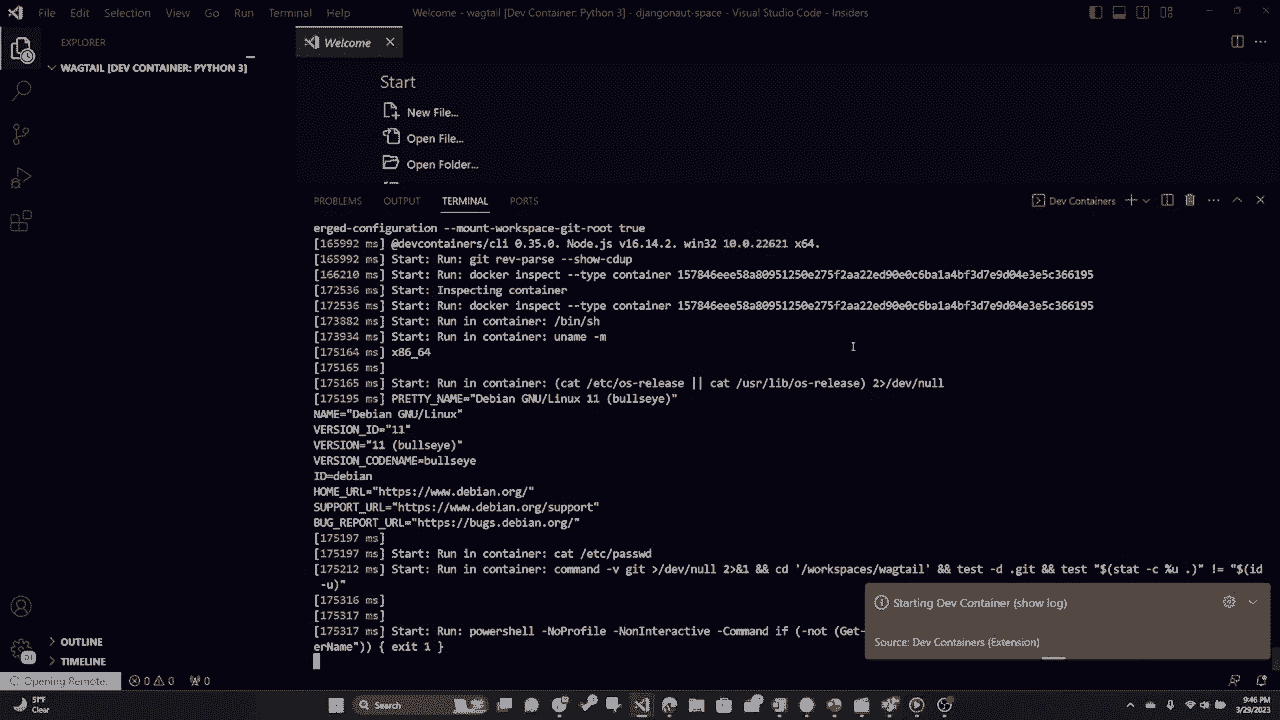 File Edit Selection View Go Run Terminal Help
Welcome - wagtail [Dev Container: Python 3] - djangonaut-space - Visual Studio Code - Insiders
EXPLORER
WAGTAIL [DEV CONTAINER: PYTHON 3]
Welcome
Start
New File...
Open File...
Open Folder...
PROBLEMS OUTPUT TERMINAL PORTS
Dev Containers
erged-configuration --mount-workspace-git-root true
[165992 ms] @devcontainers/cli 0.35.0. Node.js v16.14.2. win32 10.0.22621 x64.
[165992 ms] Start: Run: git rev-parse --show-cdup
[166210 ms] Start: Run: docker inspect --type container 157846eee58a80951250e275f2aa22ed90e0c6ba1a4bf3d7e9d04e3e5c366195
[172536 ms] Start: Inspecting container
[172536 ms] Start: Run: docker inspect --type container 157846eee58a80951250e275f2aa22ed90e0c6ba1a4bf3d7e9d04e3e5c366195
[173882 ms] Start: Run in container: /bin/sh
[173934 ms] Start: Run in container: uname -m
[175164 ms] x86_64
[175165 ms]
[175165 ms] Start: Run in container: (cat /etc/os-release || cat /usr/lib/os-release) 2>/dev/null
[175195 ms] PRETTY_NAME="Debian GNU/Linux 11 (bullseye)"
NAME="Debian GNU/Linux"
VERSION_ID="11"
VERSION="11 (bullseye)"
VERSION_CODENAME=bullseye
ID=debian
HOME_URL="https://www.debian.org/"
SUPPORT_URL="https://www.debian.org/support"
BUG_REPORT_URL="https://bugs.debian.org/"
[175197 ms]
[175197 ms] Start: Run in container: cat /etc/passwd
[175212 ms] Start: Run in container: command -v git >/dev/null 2>&1 && cd '/workspaces/wagtail' && test -d .git && test "$(stat -c %u .)" != "$(id
-u)"
[175316 ms]
[175317 ms]
[175317 ms] Start: Run: powershell -NoProfile -NonInteractive -Command if (-not (Get-
erName")) { exit 1 }
Starting Dev Container (show log)
Source: Dev Containers (Extension)
OUTLINE
TIMELINE
Opening Remote.
0 0 0
Clear
Search
9:46 PM
3/29/2023